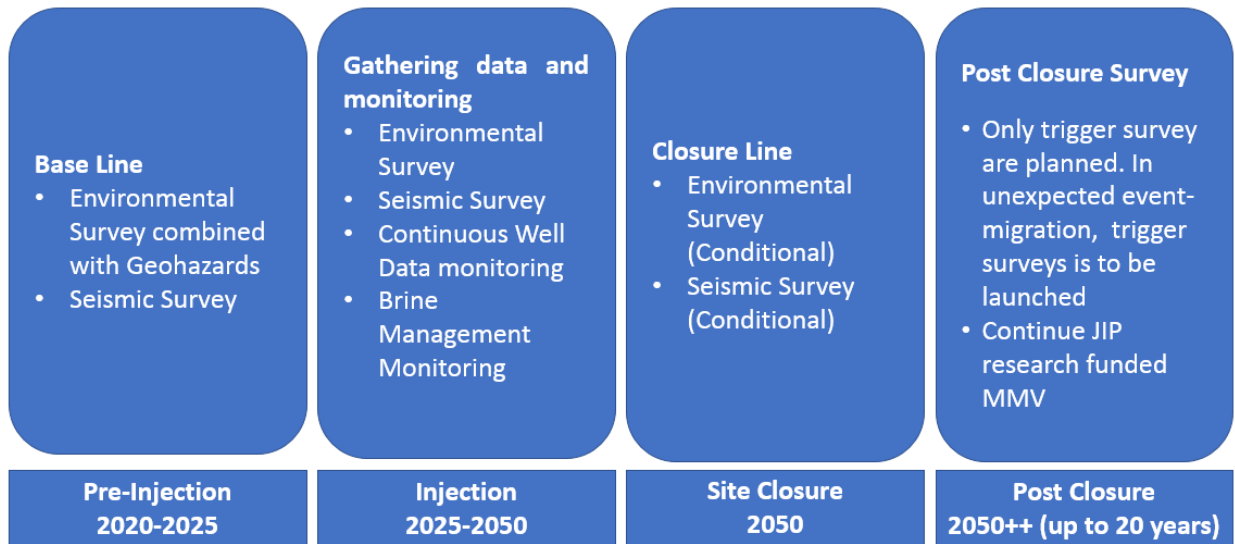 Base Line
• Environmental
Survey combined
with Geohazards
• Seismic Survey
Pre-Injection
2020-2025
Gathering data and
monitoring
• Environmental
Survey
• Seismic Survey
• Continuous Well
Data monitoring
• Brine
Management
Monitoring
Injection
2025-2050
Closure Line
• Environmental
Survey
(Conditional)
• Seismic Survey
(Conditional)
Site Closure
2050
Post Closure Survey
• Only trigger survey
are planned. In
unexpected event-
migration, trigger
surveys is to be
launched
• Continue JIP
research funded
MMV
Post Closure
2050++ (up to 20 years)